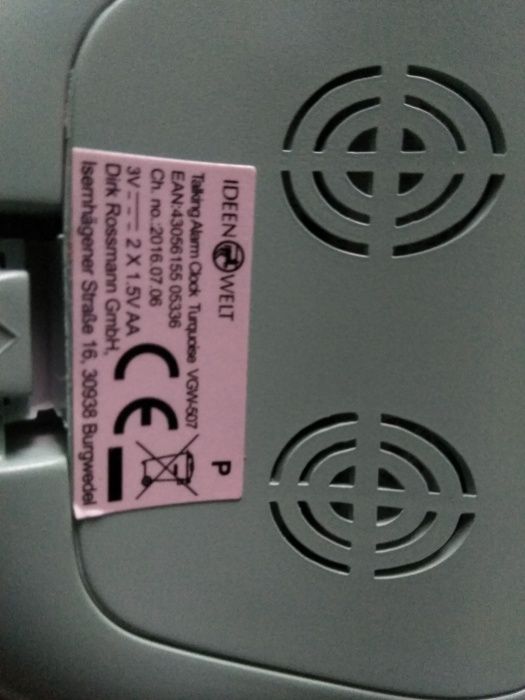 IDEEN WELT
Talking Alarm Clock Turquoise VGW-507
EAN:43056155 05336
Ch. no.:2016.07.06
3V 2 X 1.5V AA
Dirk Rossmann GmbH,
Isernhägener Straße 16, 30938 Burgwedel
CE
P